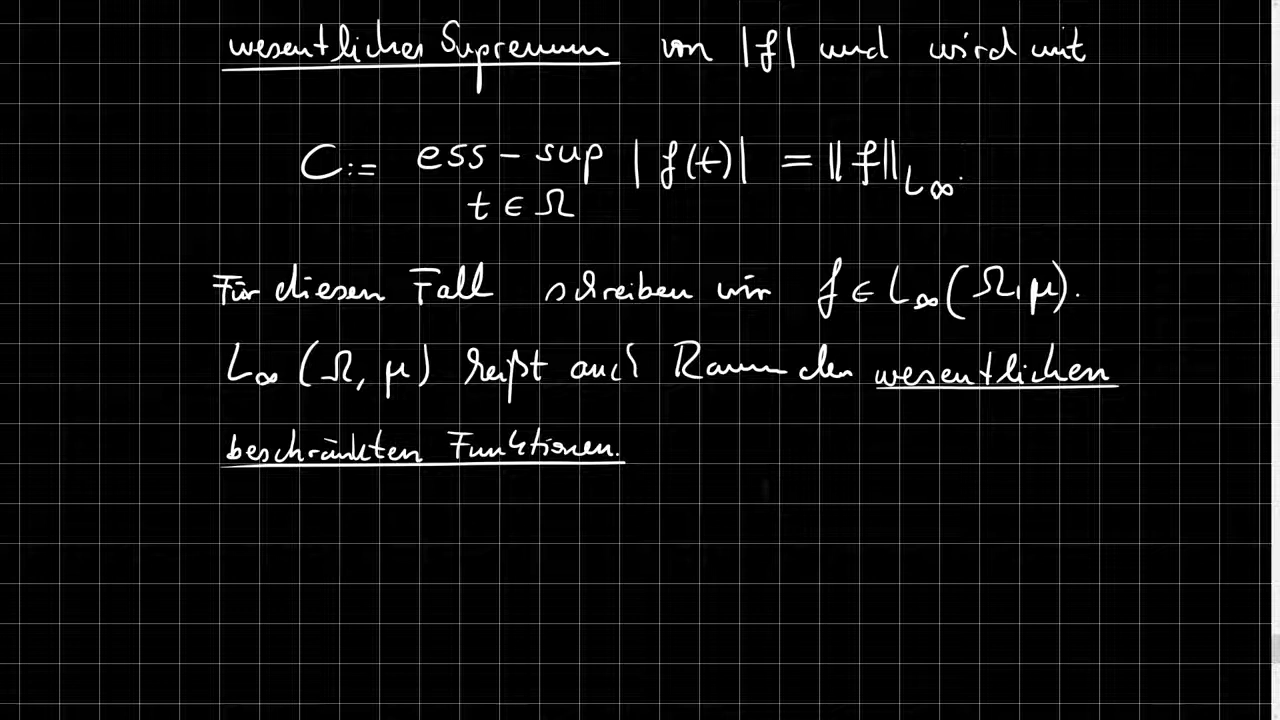 wesentliches Supremum von |f| und wird mit
C := ess - sup |f(t)| = ||f||_{L∞}.
t ∈ Ω
Für diesen Fall schreiben wir f ∈ L∞(Ω, μ).
L∞ (Ω, μ) heißt auch Raum der wesentlichen
beschränkten Funktionen.